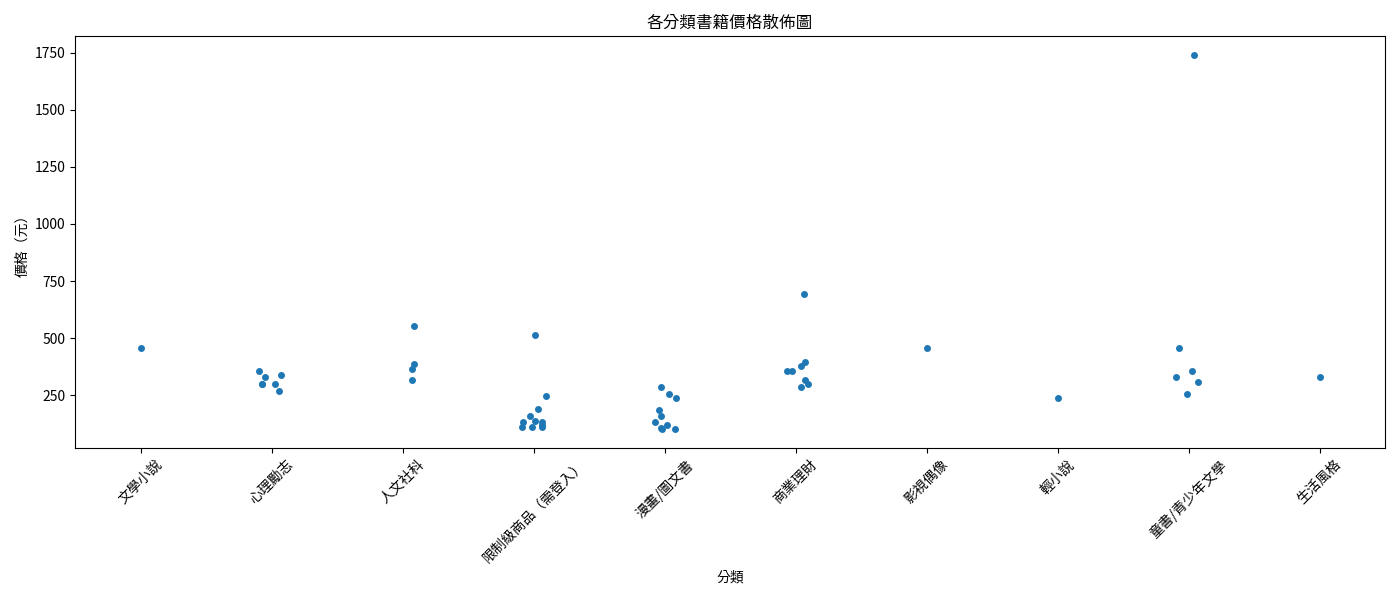 各分類書籍價格散佈圖
價格（元）
1750
1500
1250
1000
750
500
250
文學小說
心理勵志
人文社科
限制級商品（需登入）
漫畫/圖文書
商業理財
影視偶像
輕小說
童書/青少年文學
生活風格
分類